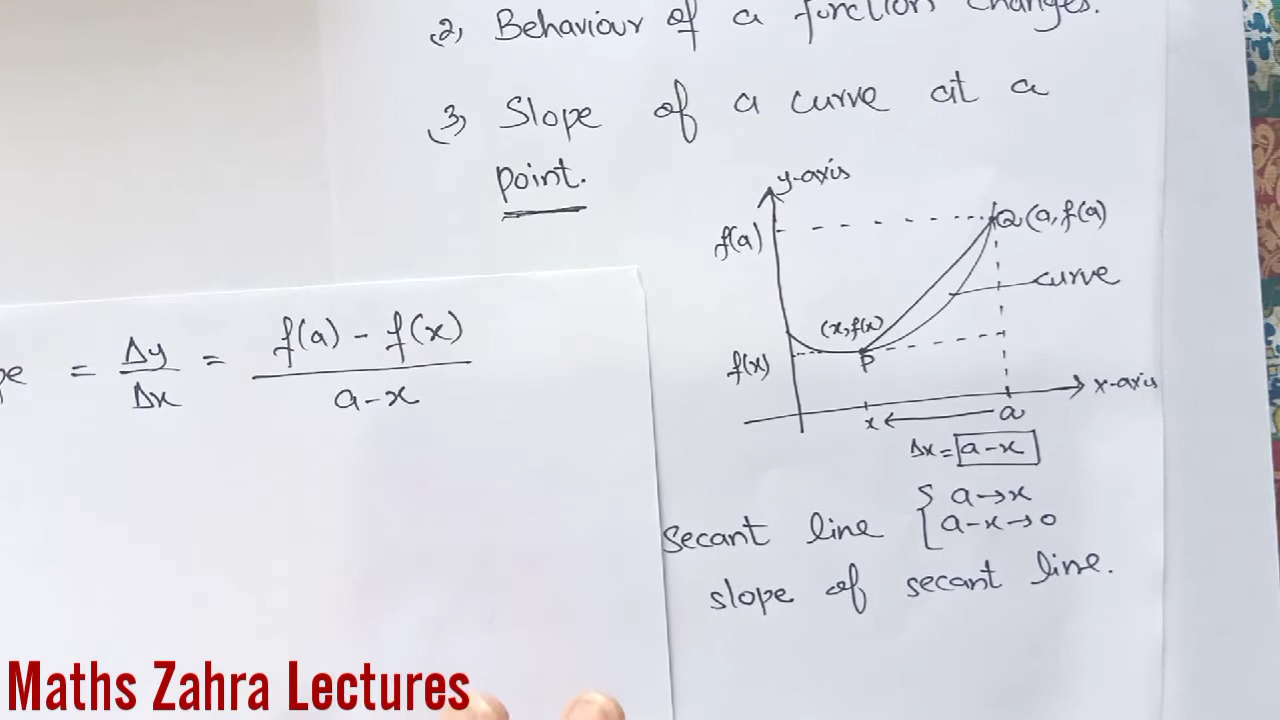 (2) Behaviour of a function changes.
(3) Slope of a curve at a
point.
y-axis
f(a)
Q(a, f(a)
curve
(x, f(x)
f(x)
P
x-axis
x
a
Δx = a-x
pe = Δy/Δx = f(a) - f(x) / a-x
Secant line { a→x
a-x→0
slope of secant line.
Maths Zahra Lectures